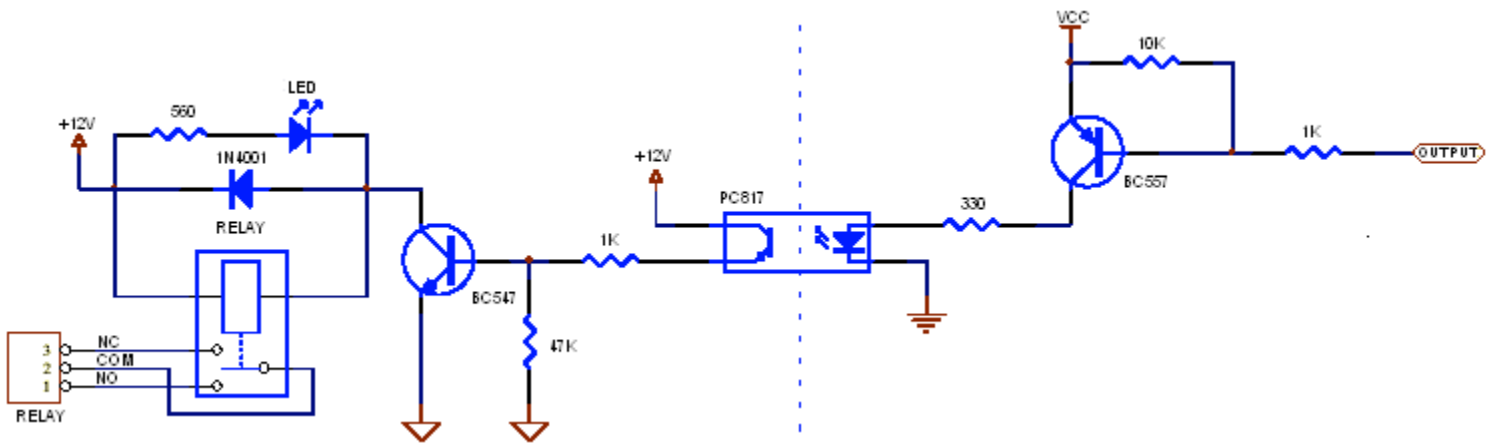 VCC
10K
LED
560
+12V
1N4001
RELAY
+12V
PC817
330
BC557
1K
OUTPUT
1K
BC547
47K
3 NC
2 COM
1 NO
RELAY